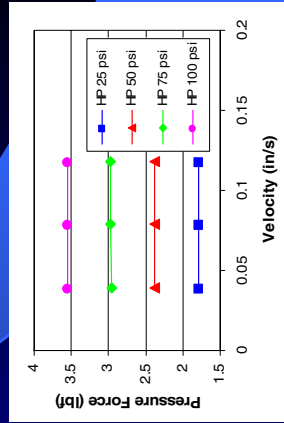 Pressure Force (lbf)
4
3.5
3
2.5
2
1.5
0
0.05
0.1
0.15
0.2
Velocity (in/s)
HP 25 psi
HP 50 psi
HP 75 psi
HP 100 psi